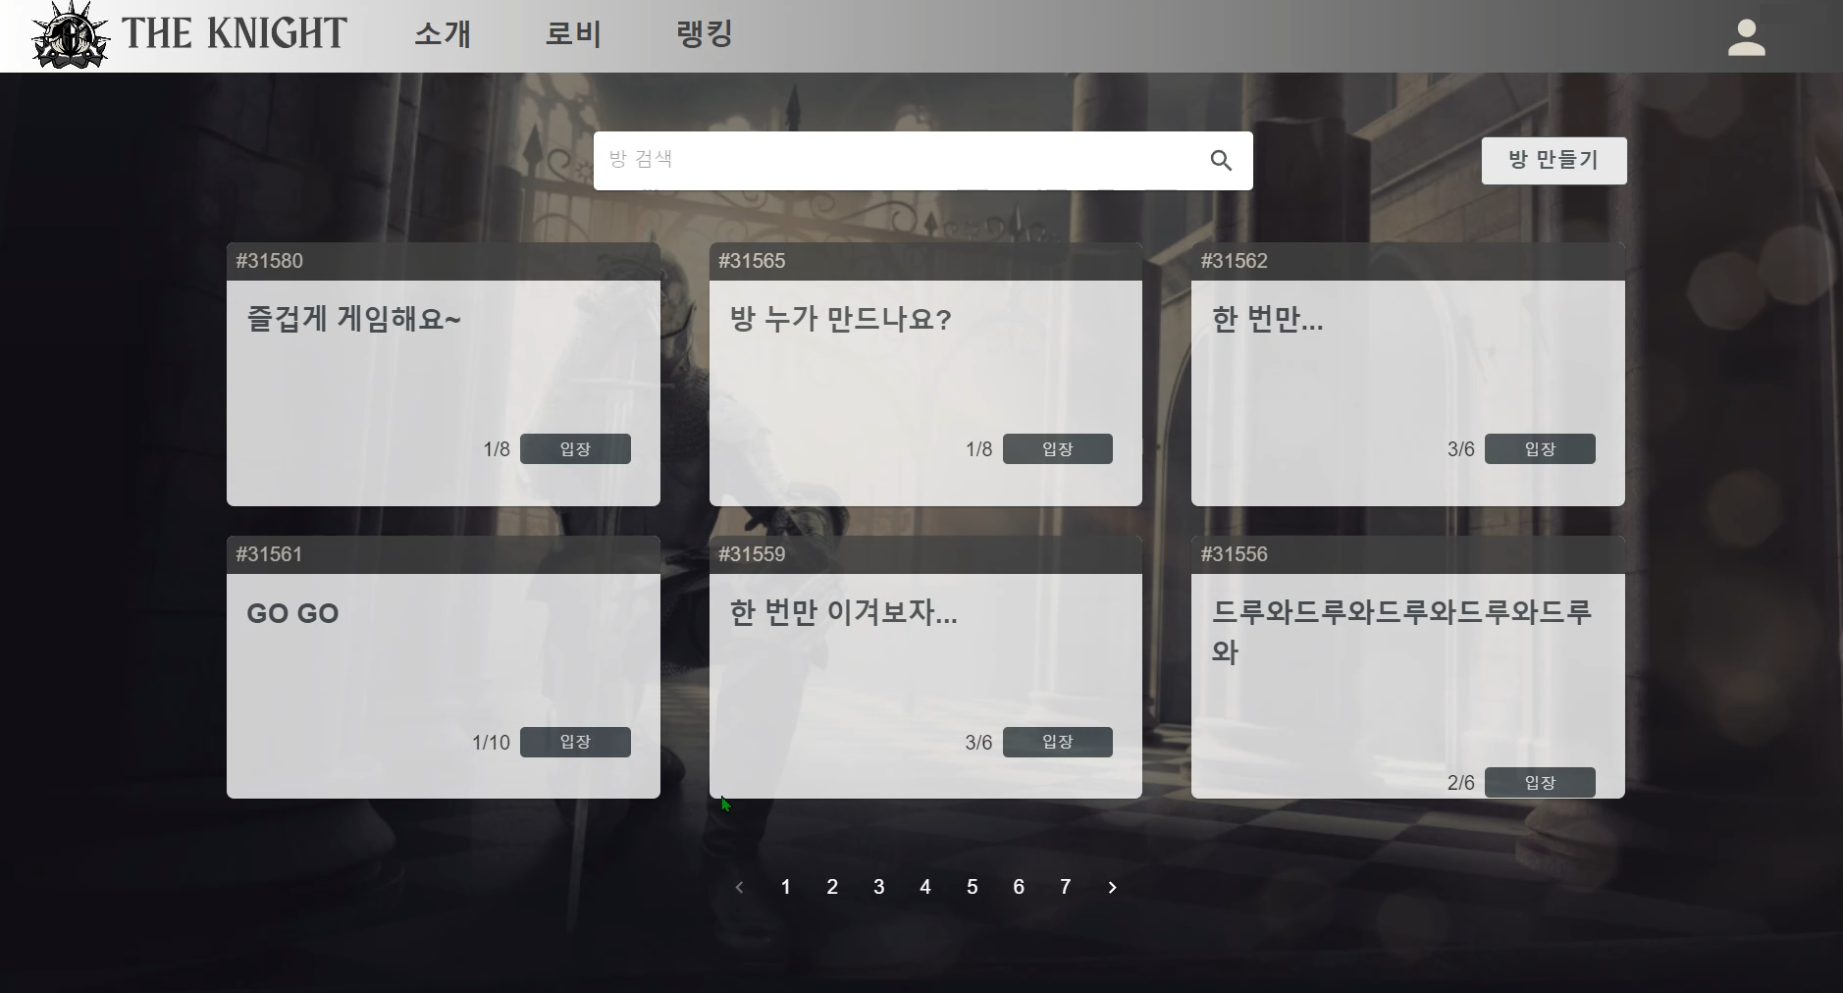 THE KNIGHT 소개 로비 랭킹
방 검색
방 만들기
#31580 #31565 #31562
즐겁게 게임해요~ 방 누가 만드나요? 한 번만...
1/8 입장 1/8 입장 3/6 입장
#31561 #31559 #31556
GO GO 한 번만 이겨보자... 드루와드루와드루와드루와드루
와
1/10 입장 3/6 입장
2/6 입장
1 2 3 4 5 6 7